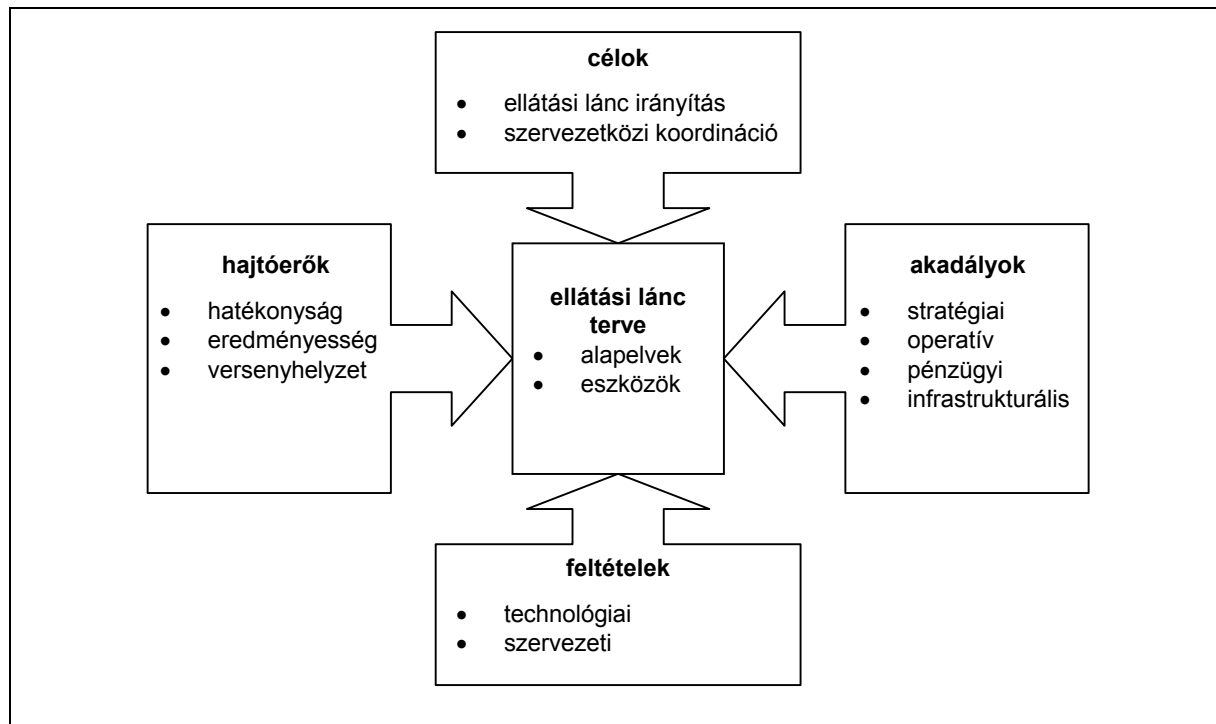 célok
• ellátási lánc irányítás
• szervezetközi koordináció
hajtóerők
• hatékonyság
• eredményesség
• versenyhelyzet
ellátási lánc
terve
• alapelvek
• eszközök
akadályok
• stratégiai
• operatív
• pénzügyi
• infrastrukturális
feltételek
• technológiai
• szervezeti